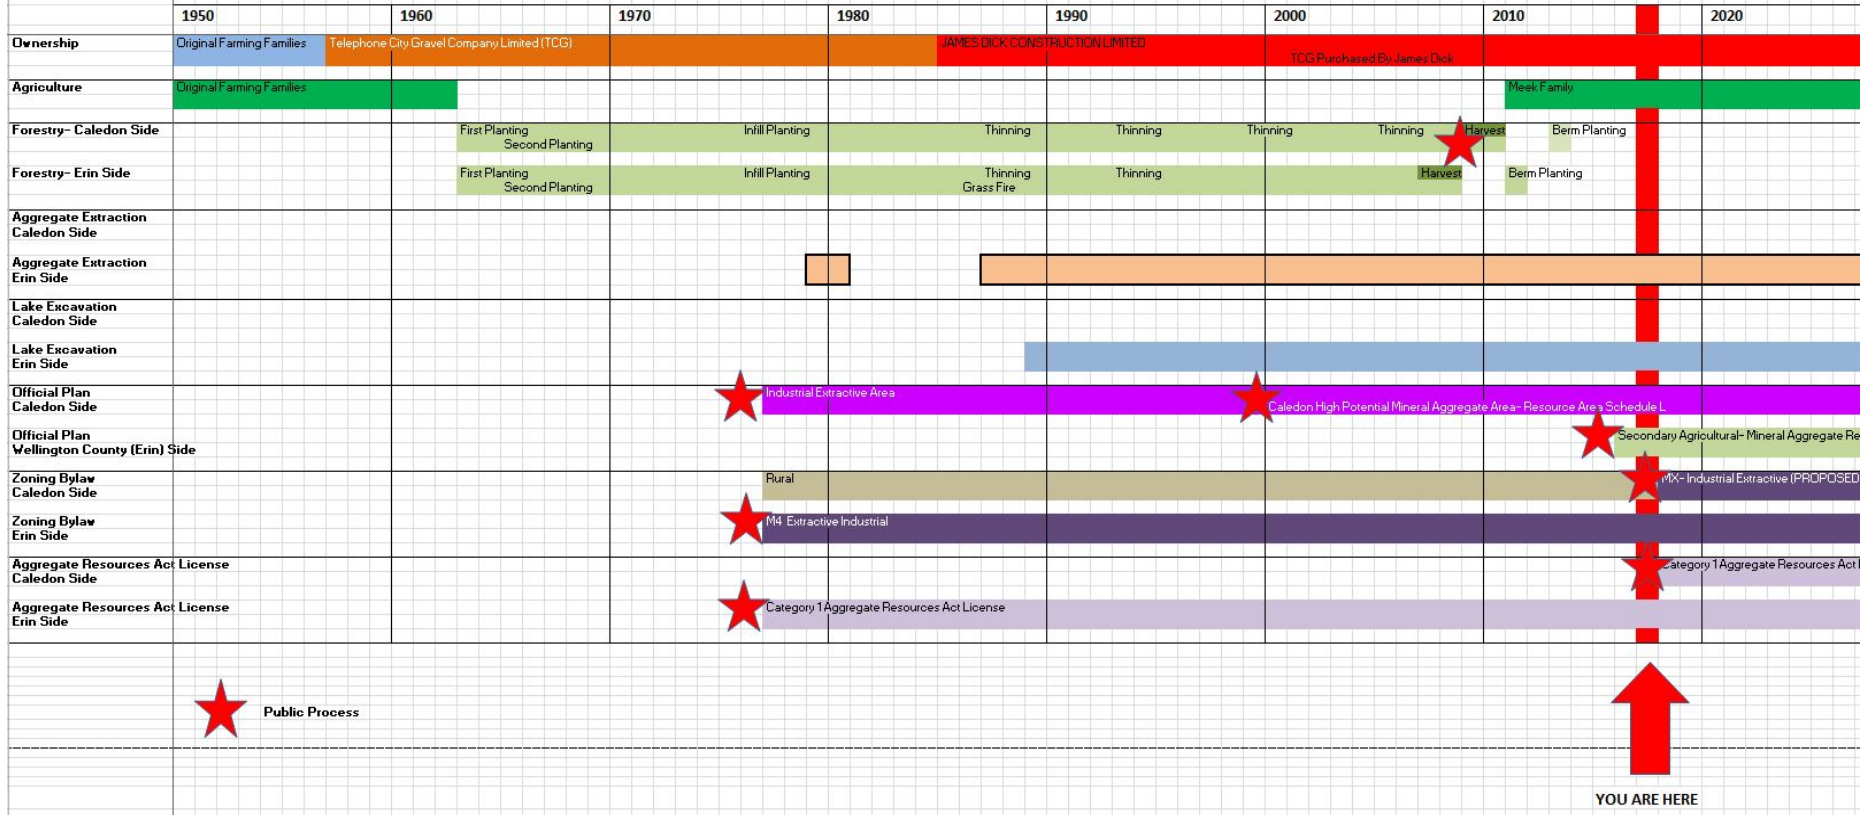 1950 1960 1970 1980 1990 2000 2010 2020
Ownership Original Farming Families Telephone City Gravel Company Limited (TCG) JAMES DICK CONSTRUCTION LIMITED
TCG Purchased By James Dick
Agriculture Original Farming Families Meek Family
Forestry- Caledon Side First Planting Infill Planting Thinning Thinning Thinning Thinning Harvest Berm Planting
Second Planting
Forestry- Erin Side First Planting Infill Planting Thinning Thinning Harvest Berm Planting
Second Planting Grass Fire
Aggregate Extraction
Caledon Side
Aggregate Extraction
Erin Side
Lake Excavation
Caledon Side
Lake Excavation
Erin Side
Official Plan Industrial Extractive Area
Caledon Side Caledon High Potential Mineral Aggregate Area- Resource Area Schedule L
Official Plan Secondary Agricultural- Mineral Aggregate Re
Wellington County (Erin) Side
Zoning Bylaw Rural MX- Industrial Extractive (PROPOSED)
Caledon Side
Zoning Bylaw M4 Extractive Industrial
Erin Side
Aggregate Resources Act License Category 1 Aggregate Resources Act
Caledon Side
Aggregate Resources Act License Category 1 Aggregate Resources Act License
Erin Side
Public Process
YOU ARE HERE